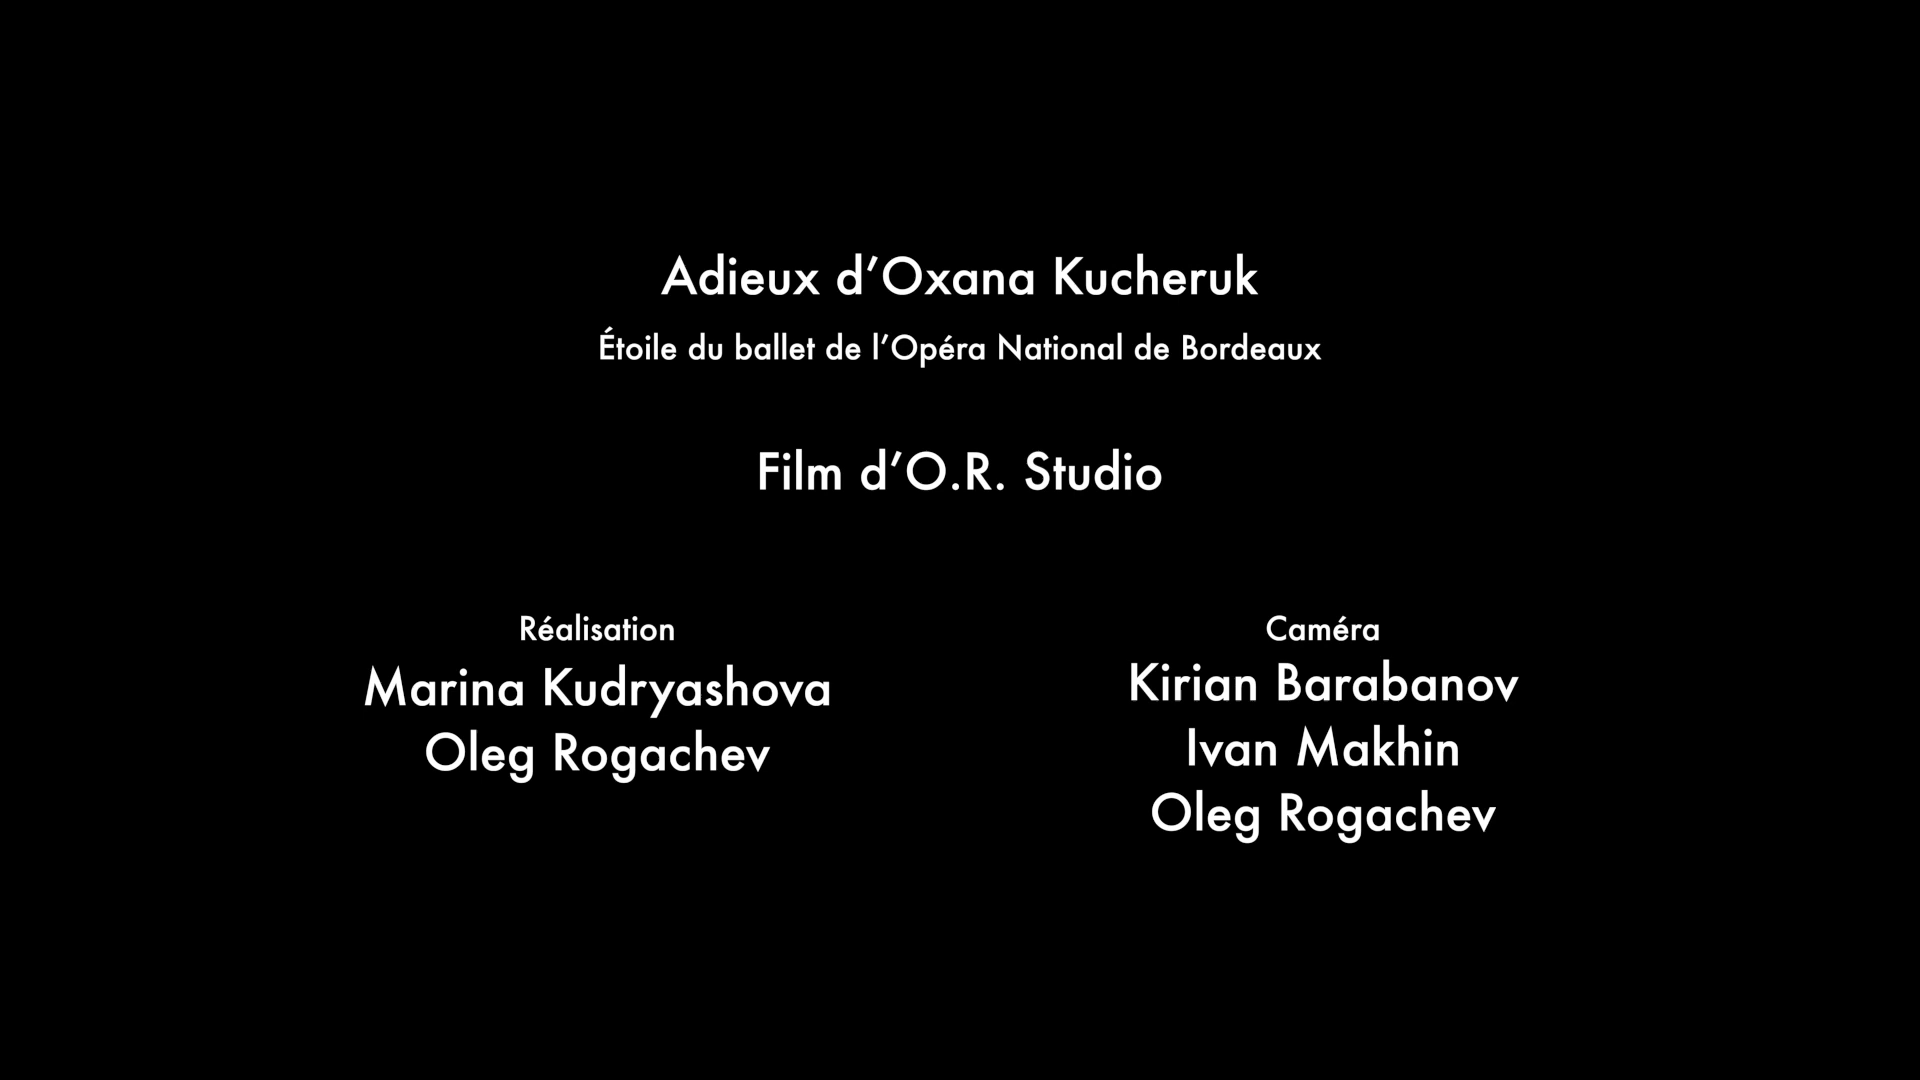 Adieux d’Oxana Kucheruk
Étoile du ballet de l’Opéra National de Bordeaux
Film d’O.R. Studio
Réalisation
Marina Kudryashova
Oleg Rogachev
Caméra
Kirian Barabanov
Ivan Makhin
Oleg Rogachev